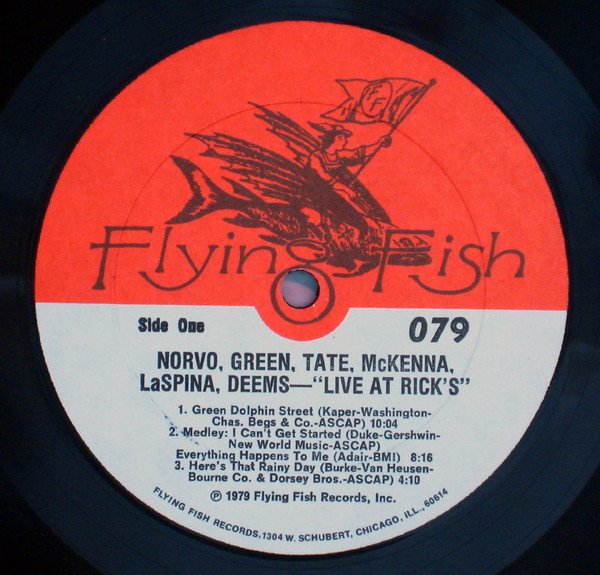 FF
Flying Fish
Side One
079
NORVO, GREEN, TATE, McKENNA,
LaSPINA, DEEMS—"LIVE AT RICK'S"
1. Green Dolphin Street (Kaper-Washington-
Chas. Begs & Co.-ASCAP) 10:04
2. Medley: I Can't Get Started (Duke-Gershwin-
New World Music-ASCAP)
Everything Happens To Me (Adair-BMI) 8:16
3. Here's That Rainy Day (Burke-Van Heusen-
Bourne Co. & Dorsey Bros.-ASCAP) 4:10
℗ 1979 Flying Fish Records, Inc.
FLYING FISH RECORDS, 1304 W. SCHUBERT, CHICAGO, ILL., 60614